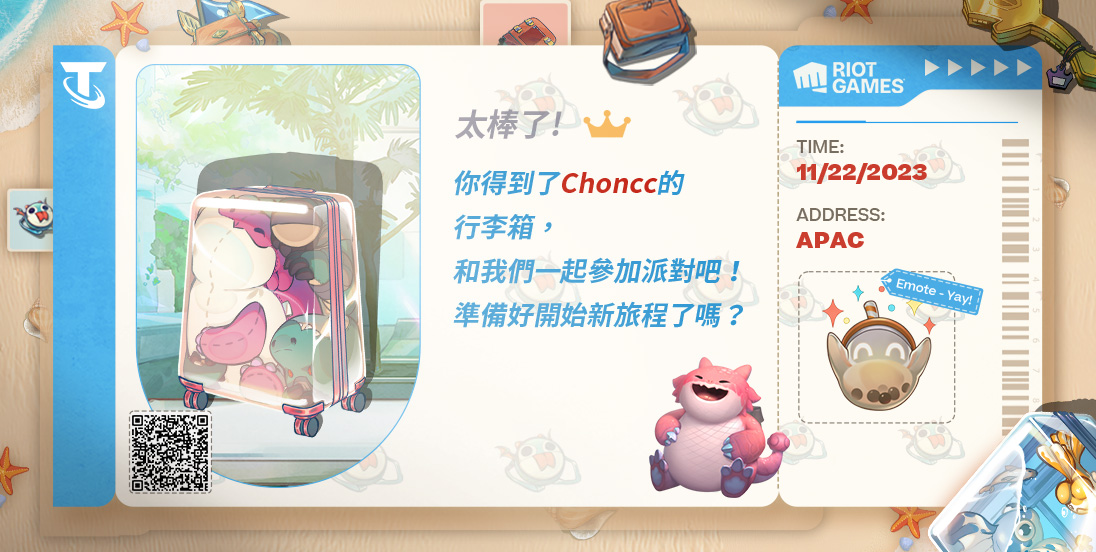 太棒了!
你得到了Choncc的
行李箱，
和我們一起參加派對吧！
準備好開始新旅程了嗎？
RIOT
GAMES
TIME:
11/22/2023
ADDRESS:
APAC
Emote - Yay!